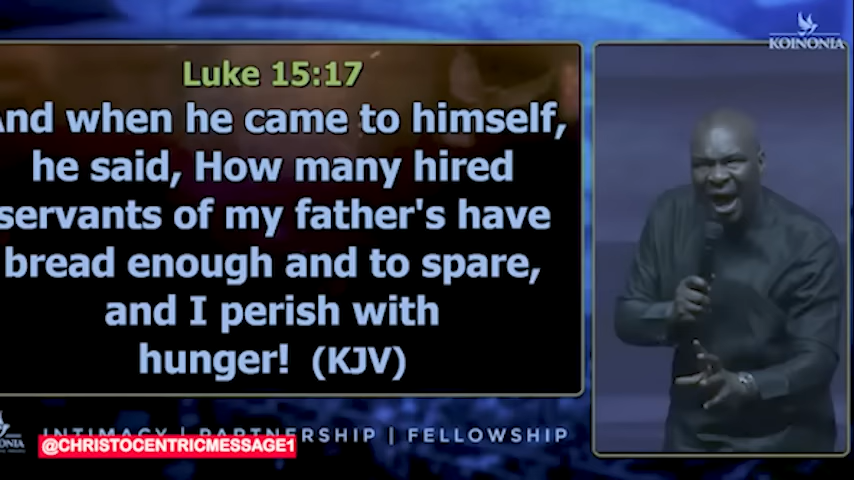 KOINONIA
Luke 15:17
And when he came to himself,
he said, How many hired
servants of my father's have
bread enough and to spare,
and I perish with
hunger! (KJV)
INTIMACY | PARTNERSHIP | FELLOWSHIP
@CHRISTOCENTRICMESSAGE1